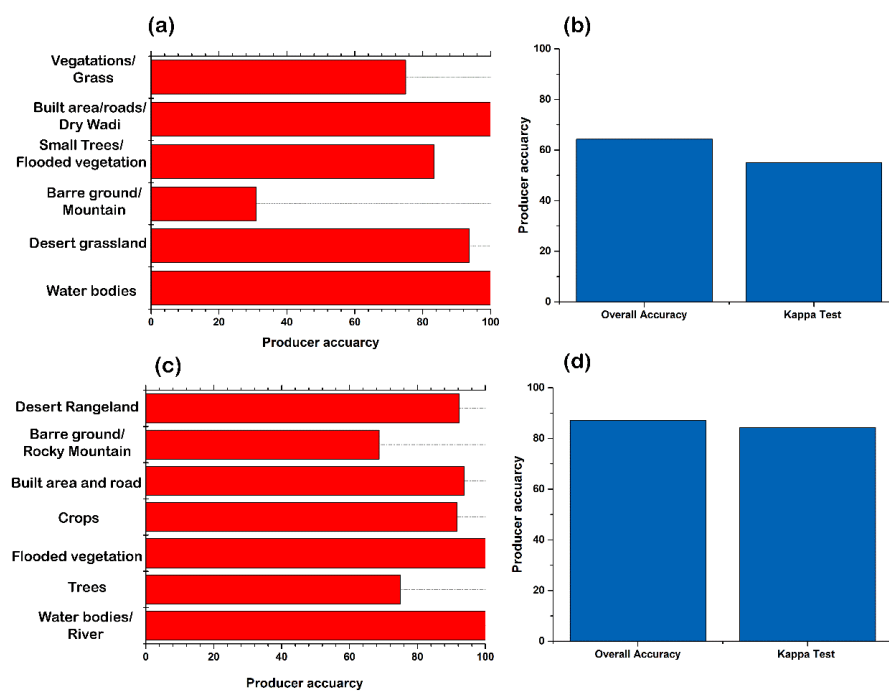 (a)
Vegatations/
Grass
Built area/roads/
Dry Wadi
Small Trees/
Flooded vegetation
Barre ground/
Mountain
Desert grassland
Water bodies
0 20 40 60 80 100
Producer accuarcy
(b)
100
80
60
40
20
0
Producer accuarcy
Overall Accuracy Kappa Test
(c)
Desert Rangeland
Barre ground/
Rocky Mountain
Built area and road
Crops
Flooded vegetation
Trees
Water bodies/
River
0 20 40 60 80 100
Producer accuarcy
(d)
100
80
60
40
20
0
Producer accuarcy
Overall Accuracy Kappa Test